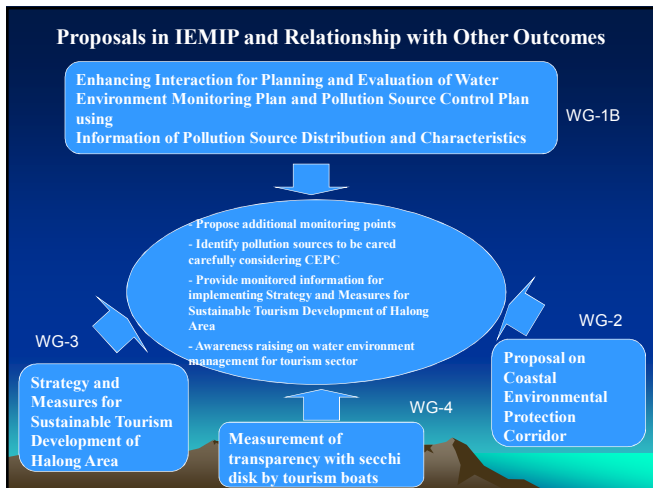 Proposals in IEMIP and Relationship with Other Outcomes
Enhancing Interaction for Planning and Evaluation of Water
Environment Monitoring Plan and Pollution Source Control Plan
using
Information of Pollution Source Distribution and Characteristics
WG-1B
- Propose additional monitoring points
- Identify pollution sources to be cared
carefully considering CEPC
- Provide monitored information for
implementing Strategy and Measures for
Sustainable Tourism Development of Halong
Area
- Awareness raising on water environment
management for tourism sector
WG-3
Strategy and
Measures for
Sustainable Tourism
Development of
Halong Area
WG-4
Measurement of
transparency with secchi
disk by tourism boats
WG-2
Proposal on
Coastal
Environmental
Protection
Corridor